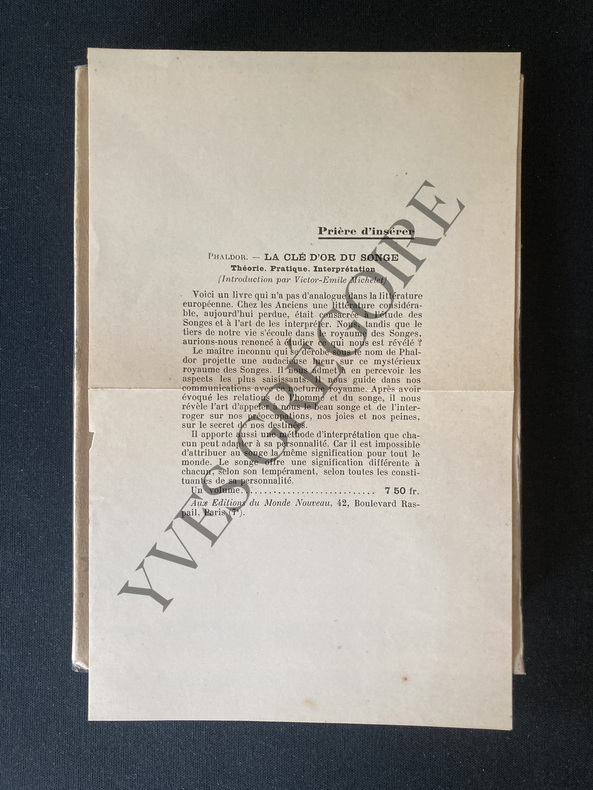 Prière d'insérer
PHALDOR. — LA CLÉ D'OR DU SONGE
Théorie. Pratique. Interprétation
(Introduction par Victor-Emile Michelet)
Voici un livre qui n'a pas d'analogue dans la littérature
européenne. Chez les Anciens une littérature considéra-
ble, aujourd'hui perdue, était consacrée à l'étude des
Songes et à l'art de les interpréter. Nous, tandis que le
tiers de notre vie s'écoule dans le royaume des Songes,
aurions-nous renoncé à étudier ce qui nous est révélé ?
Le maître inconnu qui se dérobe sous le nom de Phal-
dor projette une audacieuse lueur sur ce mystérieux
royaume des Songes. Il nous admet à en percevoir les
aspects les plus saisissants. Il nous guide dans nos
communications avec le nocturne royaume. Après avoir
évoqué les relations de l'homme et du songe, il nous
révèle l'art d'appeler à nous le beau songe et de l'inter-
roger sur nos préoccupations, nos joies et nos peines,
sur le secret de nos destinées.
Il apporte aussi une méthode d'interprétation que cha-
cun peut adapter à sa personnalité. Car il est impossible
d'attribuer au songe la même signification pour tout le
monde. Le songe offre une signification différente à
chacun, selon son tempérament, selon toutes les consti-
tuantes de sa personnalité.
Un volume............................ 7 50 fr.
Aux Editions du Monde Nouveau, 42, Boulevard Ras-
pail, Paris (7e).
YVES GRÉGOIRE